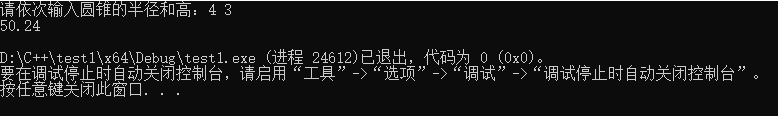 请依次输入圆锥的半径和高：4 3
50.24
D:\C++\test1\x64\Debug\test1.exe (进程 24612)已退出，代码为 0 (0x0)。
要在调试停止时自动关闭控制台，请启用“工具”->“选项”->“调试”->“调试停止时自动关闭控制台”。
按任意键关闭此窗口. . .